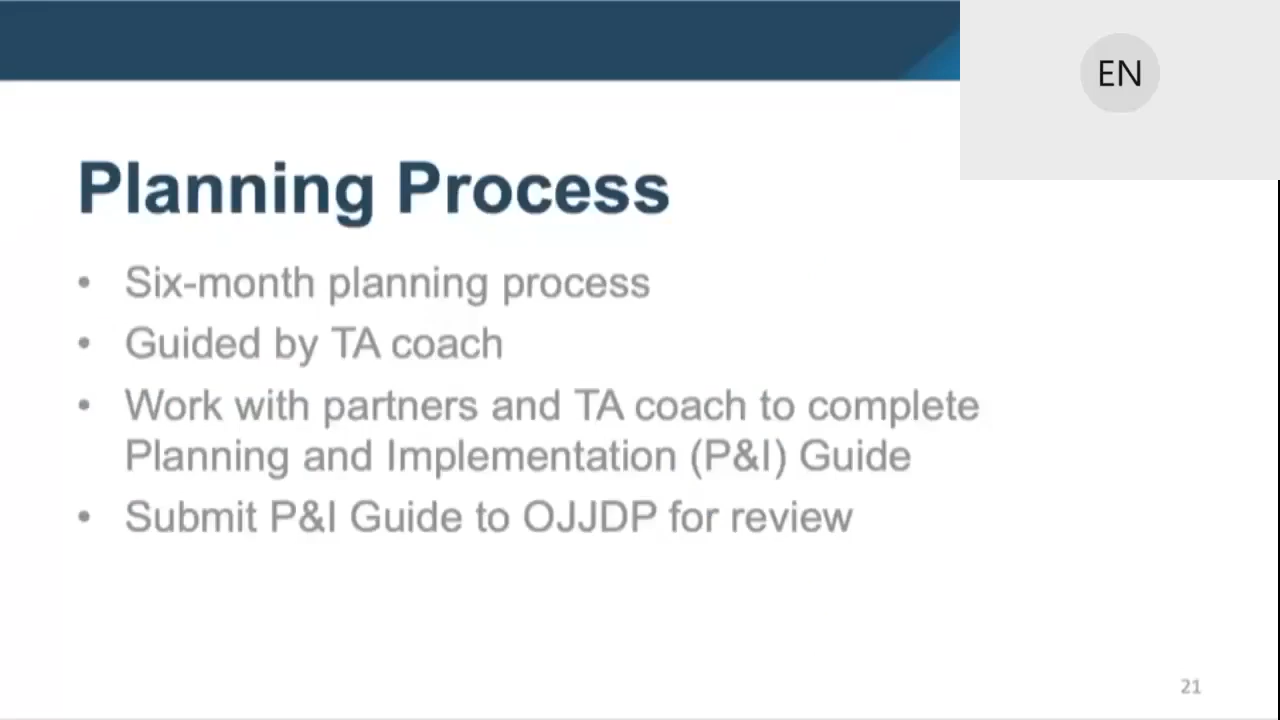 EN
Planning Process
• Six-month planning process
• Guided by TA coach
• Work with partners and TA coach to complete
Planning and Implementation (P&I) Guide
• Submit P&I Guide to OJJDP for review
21